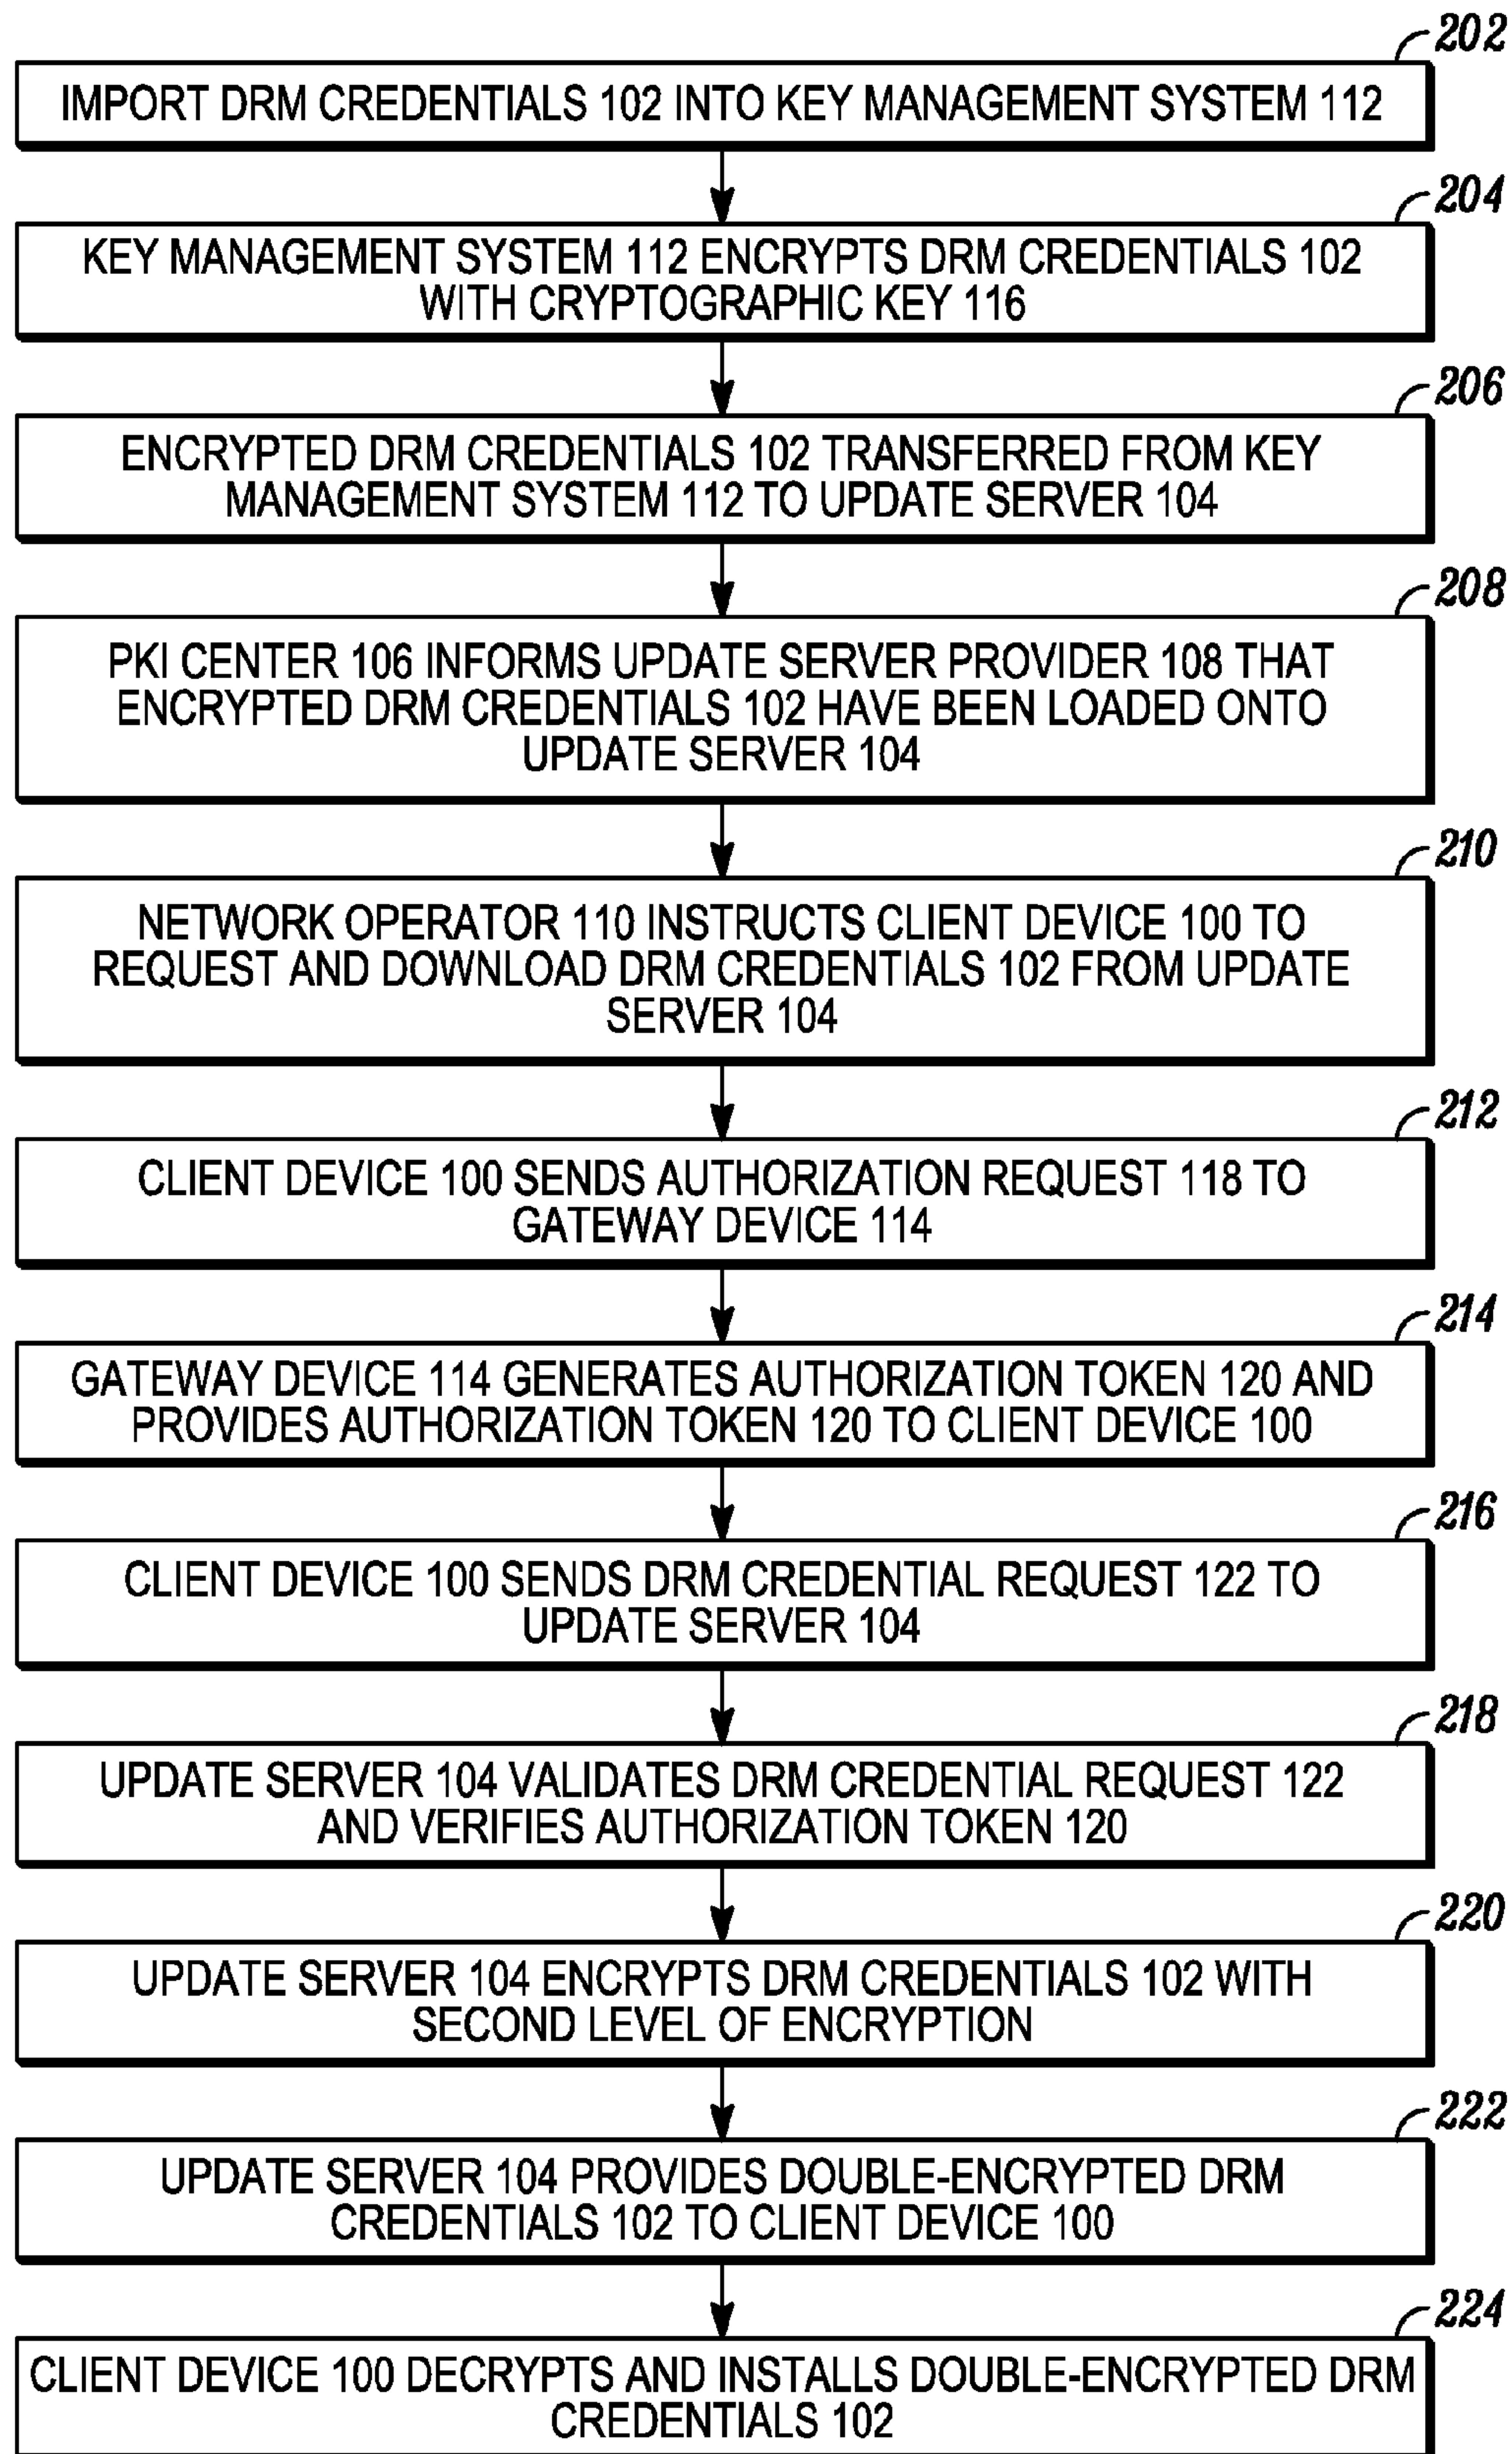 202
IMPORT DRM CREDENTIALS 102 INTO KEY MANAGEMENT SYSTEM 112
204
KEY MANAGEMENT SYSTEM 112 ENCRYPTS DRM CREDENTIALS 102
WITH CRYPTOGRAPHIC KEY 116
206
ENCRYPTED DRM CREDENTIALS 102 TRANSFERRED FROM KEY
MANAGEMENT SYSTEM 112 TO UPDATE SERVER 104
208
PKI CENTER 106 INFORMS UPDATE SERVER PROVIDER 108 THAT
ENCRYPTED DRM CREDENTIALS 102 HAVE BEEN LOADED ONTO
UPDATE SERVER 104
210
NETWORK OPERATOR 110 INSTRUCTS CLIENT DEVICE 100 TO
REQUEST AND DOWNLOAD DRM CREDENTIALS 102 FROM UPDATE
SERVER 104
212
CLIENT DEVICE 100 SENDS AUTHORIZATION REQUEST 118 TO
GATEWAY DEVICE 114
214
GATEWAY DEVICE 114 GENERATES AUTHORIZATION TOKEN 120 AND
PROVIDES AUTHORIZATION TOKEN 120 TO CLIENT DEVICE 100
216
CLIENT DEVICE 100 SENDS DRM CREDENTIAL REQUEST 122 TO
UPDATE SERVER 104
218
UPDATE SERVER 104 VALIDATES DRM CREDENTIAL REQUEST 122
AND VERIFIES AUTHORIZATION TOKEN 120
220
UPDATE SERVER 104 ENCRYPTS DRM CREDENTIALS 102 WITH
SECOND LEVEL OF ENCRYPTION
222
UPDATE SERVER 104 PROVIDES DOUBLE-ENCRYPTED DRM
CREDENTIALS 102 TO CLIENT DEVICE 100
224
CLIENT DEVICE 100 DECRYPTS AND INSTALLS DOUBLE-ENCRYPTED DRM
CREDENTIALS 102